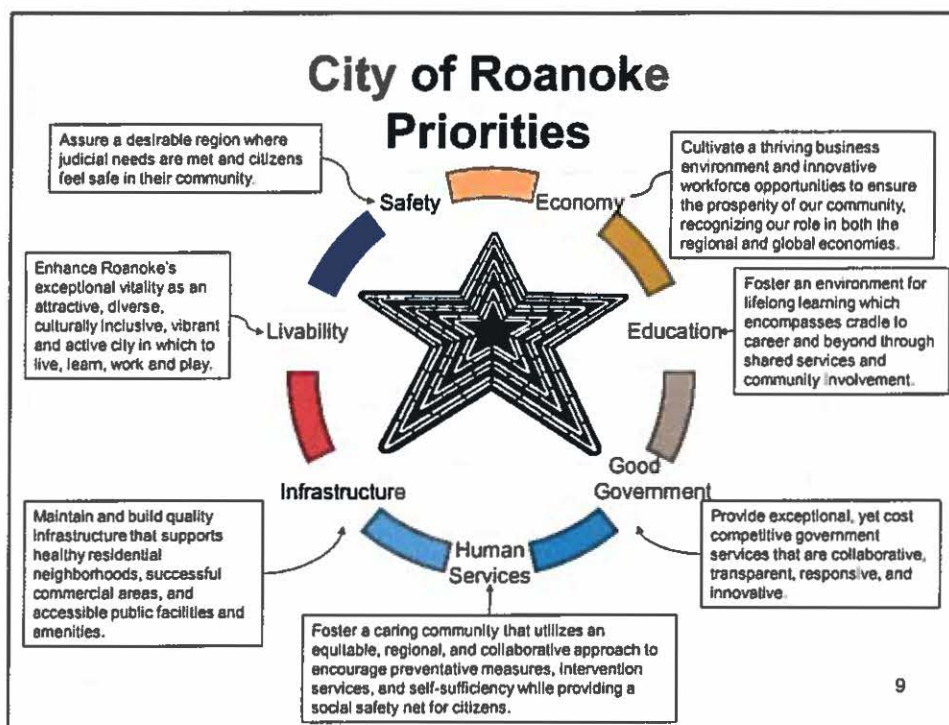 City of Roanoke
Priorities
Assure a desirable region where
judicial needs are met and citizens
feel safe in their community.
Safety
Economy
Cultivate a thriving business
environment and innovative
workforce opportunities to ensure
the prosperity of our community,
recognizing our role in both the
regional and global economies.
Enhance Roanoke's
exceptional vitality as an
attractive, diverse,
culturally inclusive, vibrant
and active city in which to
live, learn, work and play.
Livability
Education
Foster an environment for
lifelong learning which
encompasses cradle to
career and beyond through
shared services and
community involvement.
Infrastructure
Good
Government
Maintain and build quality
infrastructure that supports
healthy residential
neighborhoods, successful
commercial areas, and
accessible public facilities and
amenities.
Human
Services
Provide exceptional, yet cost
competitive government
services that are collaborative,
transparent, responsive, and
innovative.
Foster a caring community that utilizes an
equitable, regional, and collaborative approach to
encourage preventative measures, intervention
services, and self-sufficiency while providing a
social safety net for citizens.
9